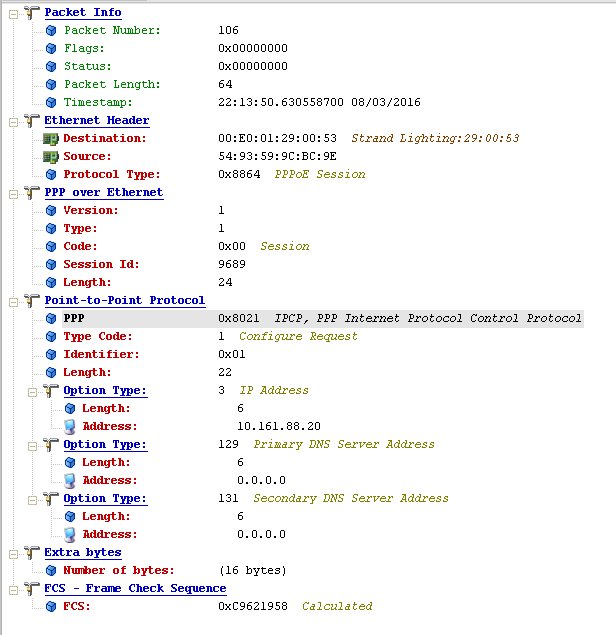 Packet Info
Packet Number: 106
Flags: 0x00000000
Status: 0x00000000
Packet Length: 64
Timestamp: 22:13:50.630558700 08/03/2016
Ethernet Header
Destination: 00:E0:01:29:00:53 Strand Lighting:29:00:53
Source: 54:93:59:9C:BC:9E
Protocol Type: 0x8864 PPPoE Session
PPP over Ethernet
Version: 1
Type: 1
Code: 0x00 Session
Session Id: 9689
Length: 24
Point-to-Point Protocol
PPP 0x8021 IPCP, PPP Internet Protocol Control Protocol
Type Code: 1 Configure Request
Identifier: 0x01
Length: 22
Option Type: 3 IP Address
Length: 6
Address: 10.161.88.20
Option Type: 129 Primary DNS Server Address
Length: 6
Address: 0.0.0.0
Option Type: 131 Secondary DNS Server Address
Length: 6
Address: 0.0.0.0
Extra bytes
Number of bytes: (16 bytes)
FCS - Frame Check Sequence
FCS: 0xC9621958 Calculated